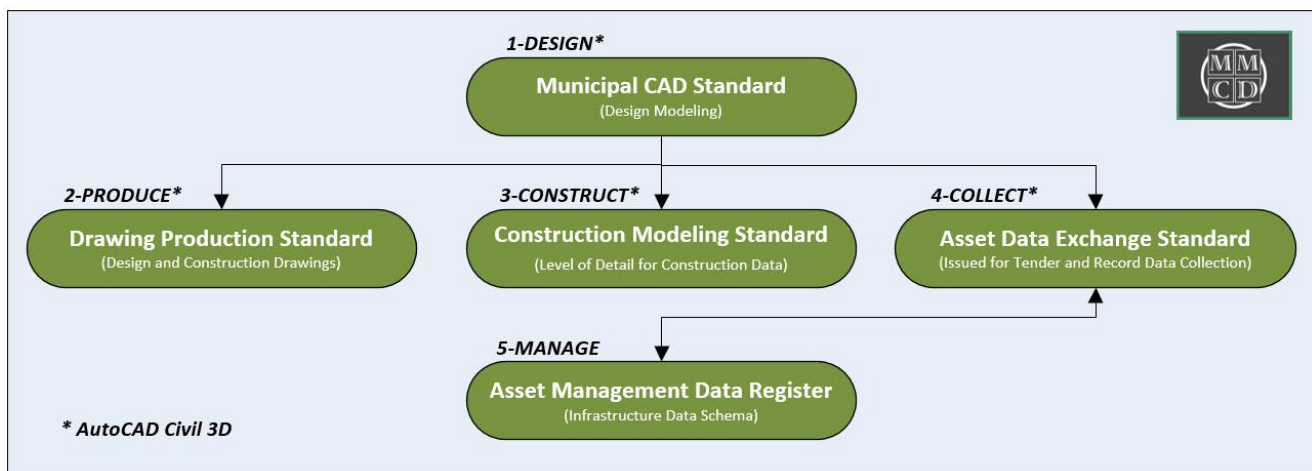 1-DESIGN*
Municipal CAD Standard
(Design Modeling)
MM
CD
2-PRODUCE*
Drawing Production Standard
(Design and Construction Drawings)
3-CONSTRUCT*
Construction Modeling Standard
(Level of Detail for Construction Data)
4-COLLECT*
Asset Data Exchange Standard
(Issued for Tender and Record Data Collection)
5-MANAGE
Asset Management Data Register
(Infrastructure Data Schema)
* AutoCAD Civil 3D